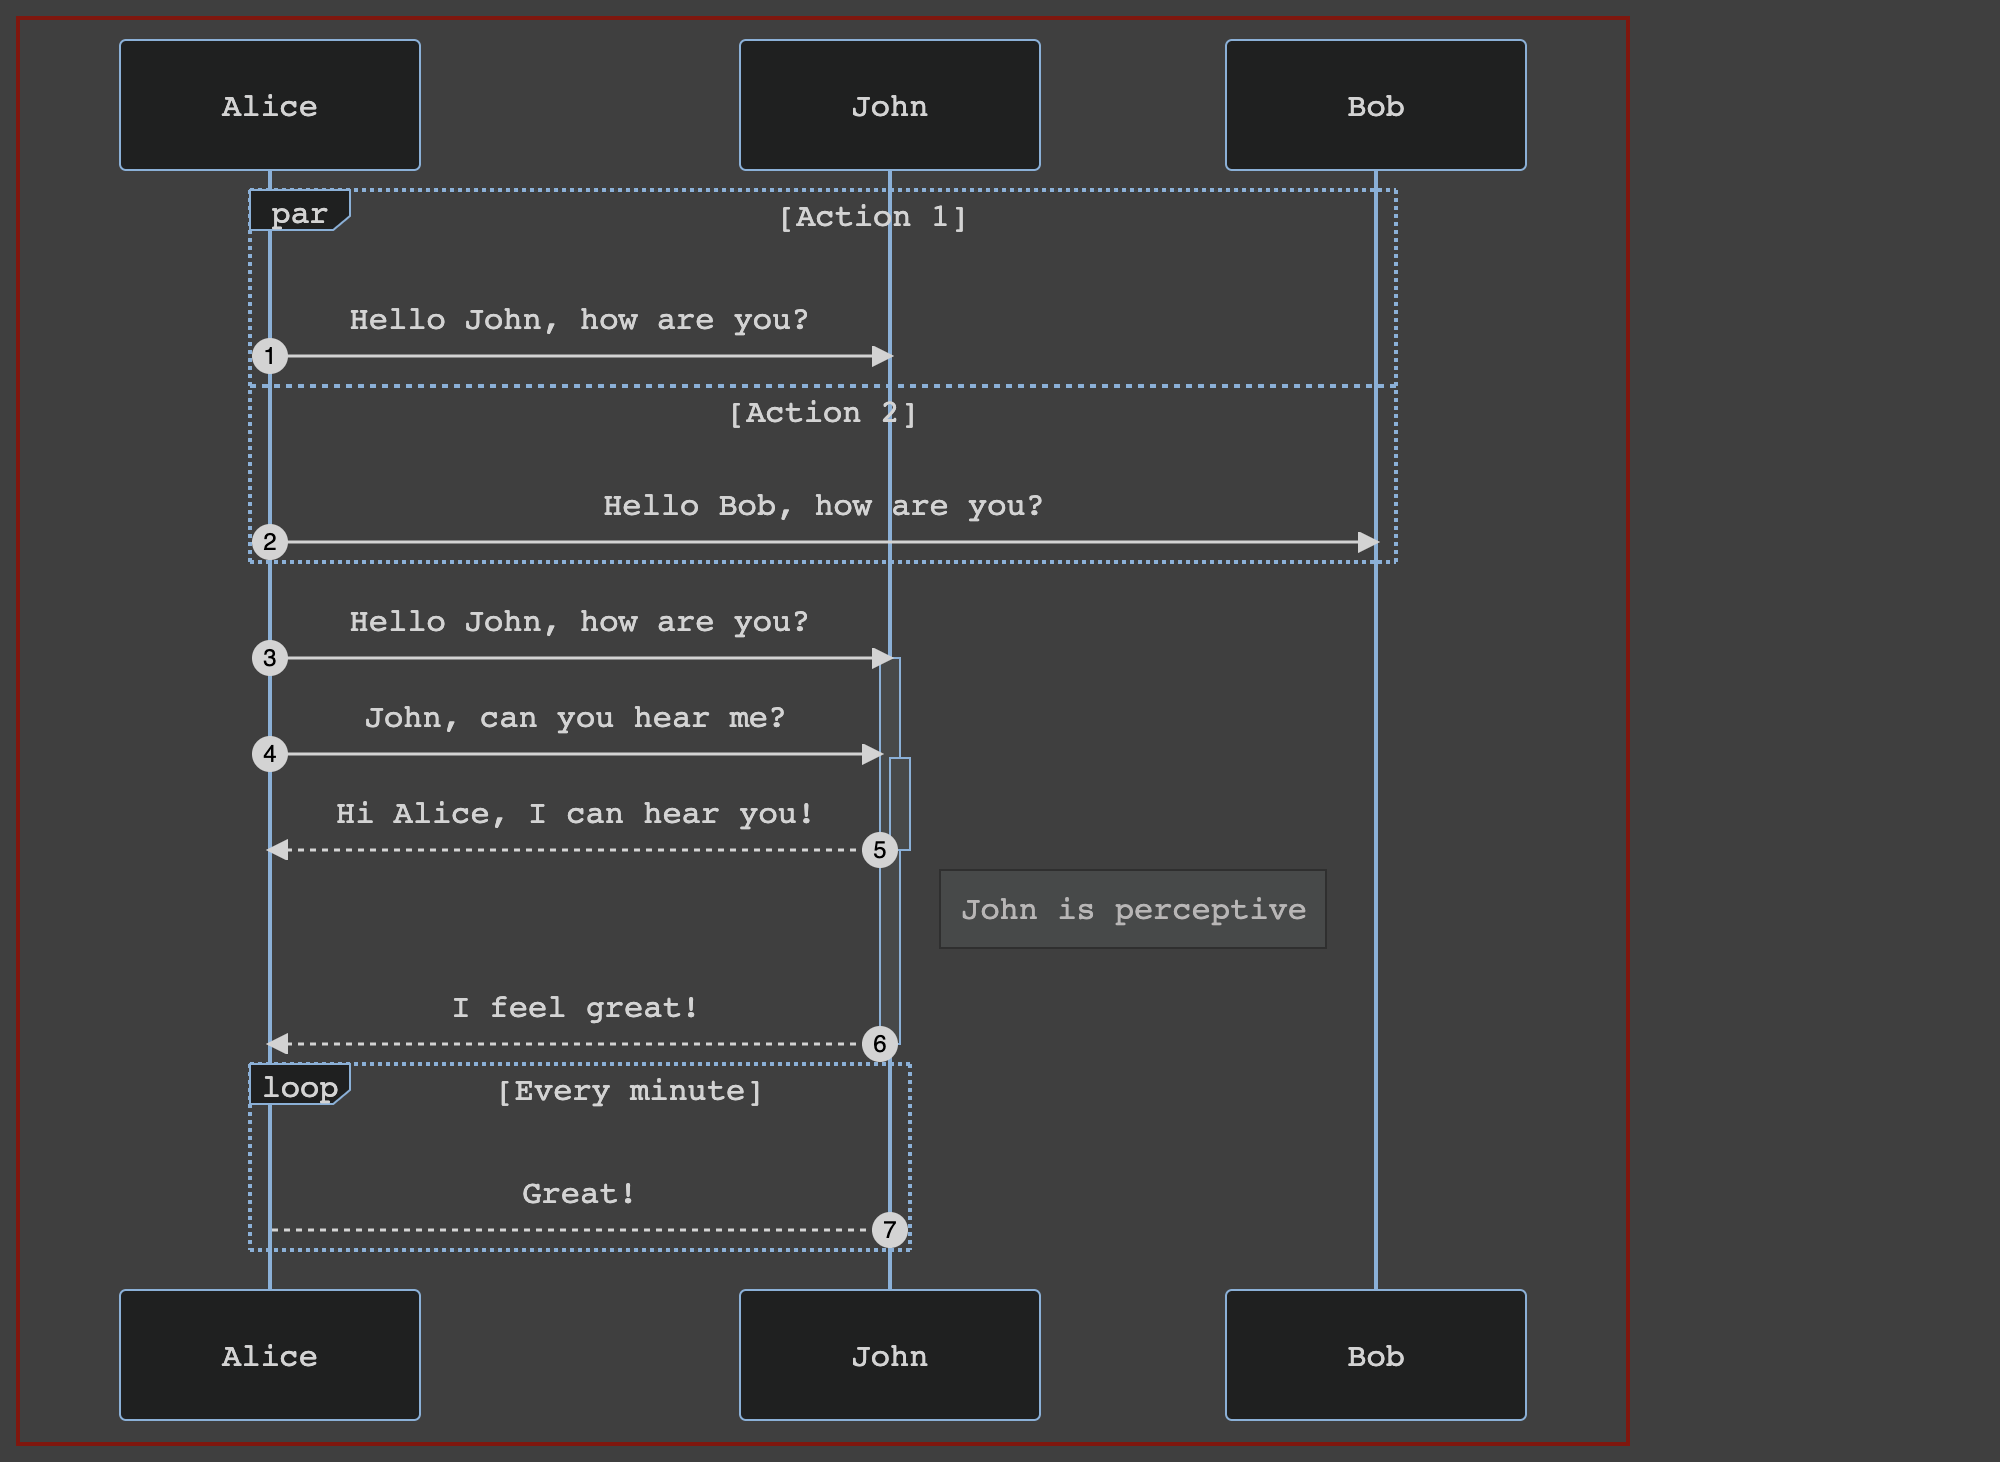 Alice
John
Bob
par
[Action 1]
Hello John, how are you?
1
[Action 2]
Hello Bob, how are you?
2
Hello John, how are you?
3
John, can you hear me?
4
Hi Alice, I can hear you!
5
John is perceptive
I feel great!
6
loop
[Every minute]
Great!
7
Alice
John
Bob